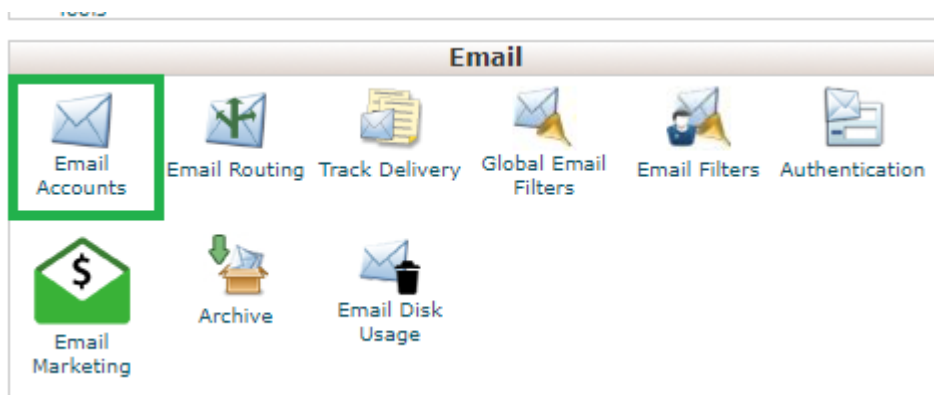 Email
Email
Accounts
Email Routing
Track Delivery
Global Email
Filters
Email Filters
Authentication
$
Email
Marketing
Archive
Email Disk
Usage